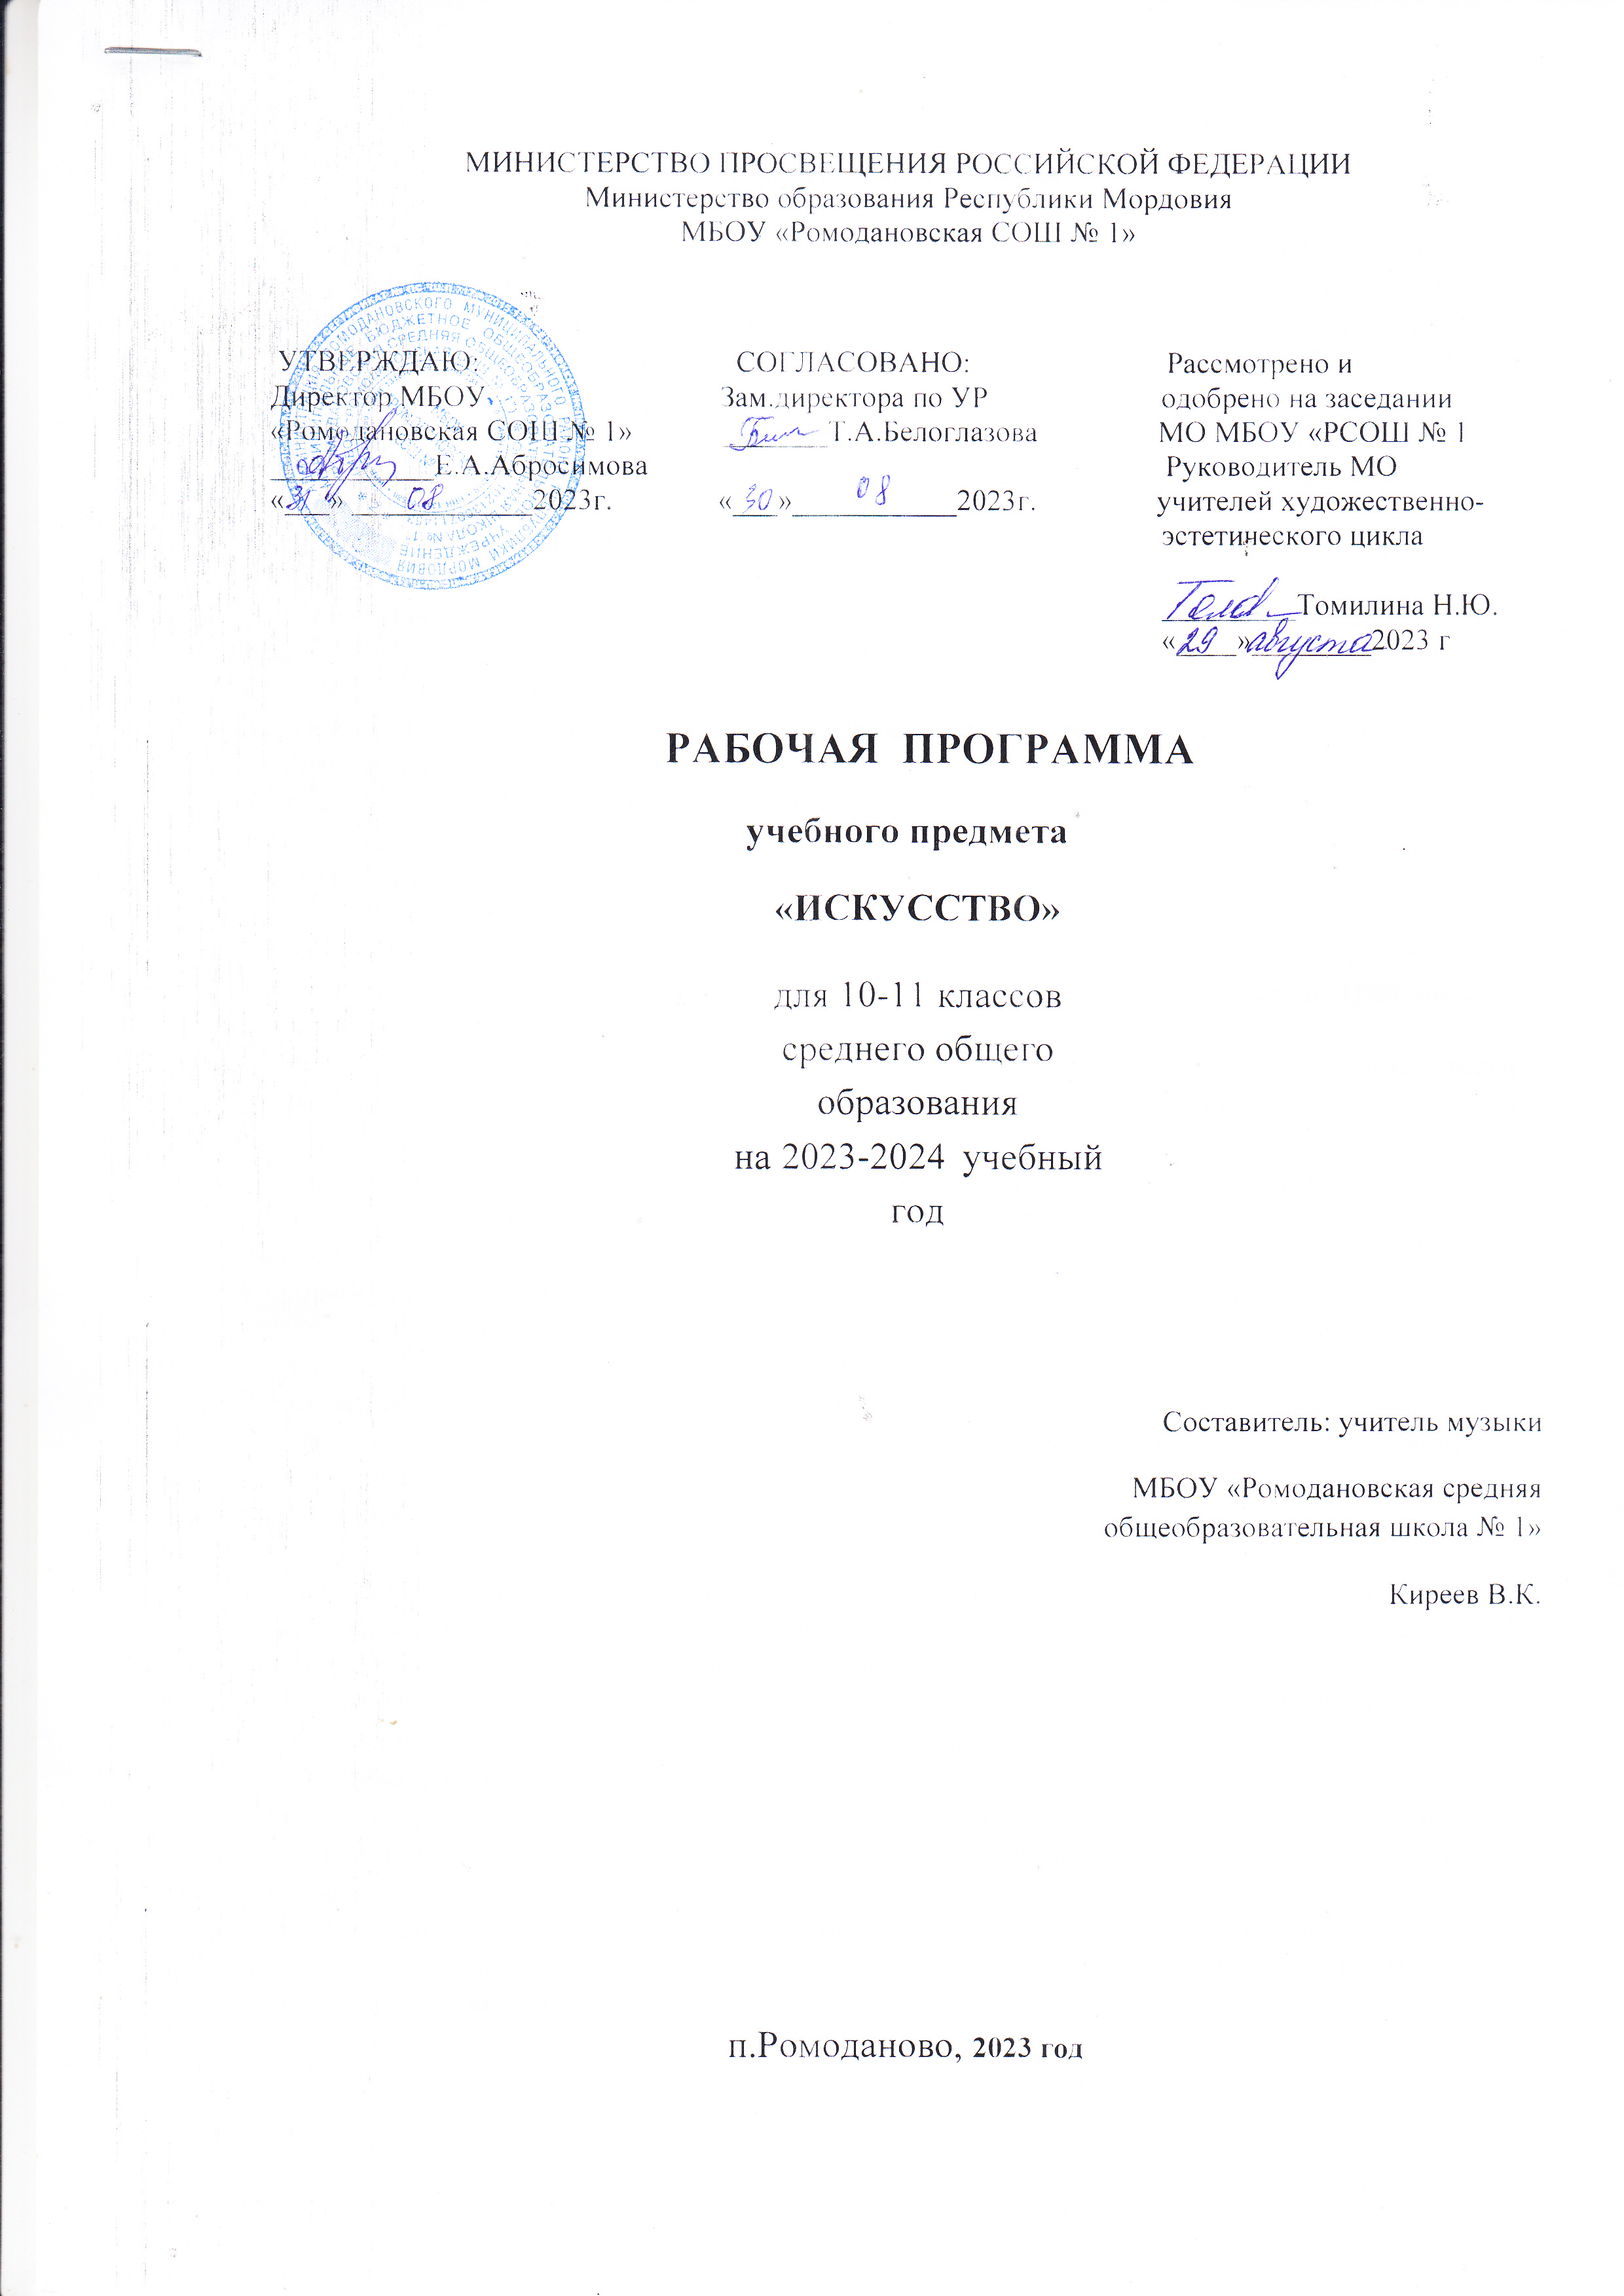 МИНИСТЕРСТВО ПРОСВЕЩЕНИЯ РОССИЙСКОЙ ФЕДЕРАЦИИ
Министерство образования Республики Мордовия
МБОУ «Ромодановская СОШ № 1»
УТВЕРЖДАЮ:
Директор МБОУ
«Ромодановская СОШ № 1»
____________Е.А.Абросимова
«31» 08 2023г.
СОГЛАСОВАНО:
Зам.директора по УР
________Т.А.Белоглазова
«30» 08 2023г.
Рассмотрено и
одобрено на заседании
МО МБОУ «РСОШ № 1
Руководитель МО
учителей художественно-
эстетического цикла
_________Томилина Н.Ю.
«29» августа 2023 г
РАБОЧАЯ ПРОГРАММА
учебного предмета
«ИСКУССТВО»
для 10-11 классов
среднего общего
образования
на 2023-2024 учебный
год
Составитель: учитель музыки
МБОУ «Ромодановская средняя
общеобразовательная школа № 1»
Киреев В.К.
п.Ромоданово, 2023 год